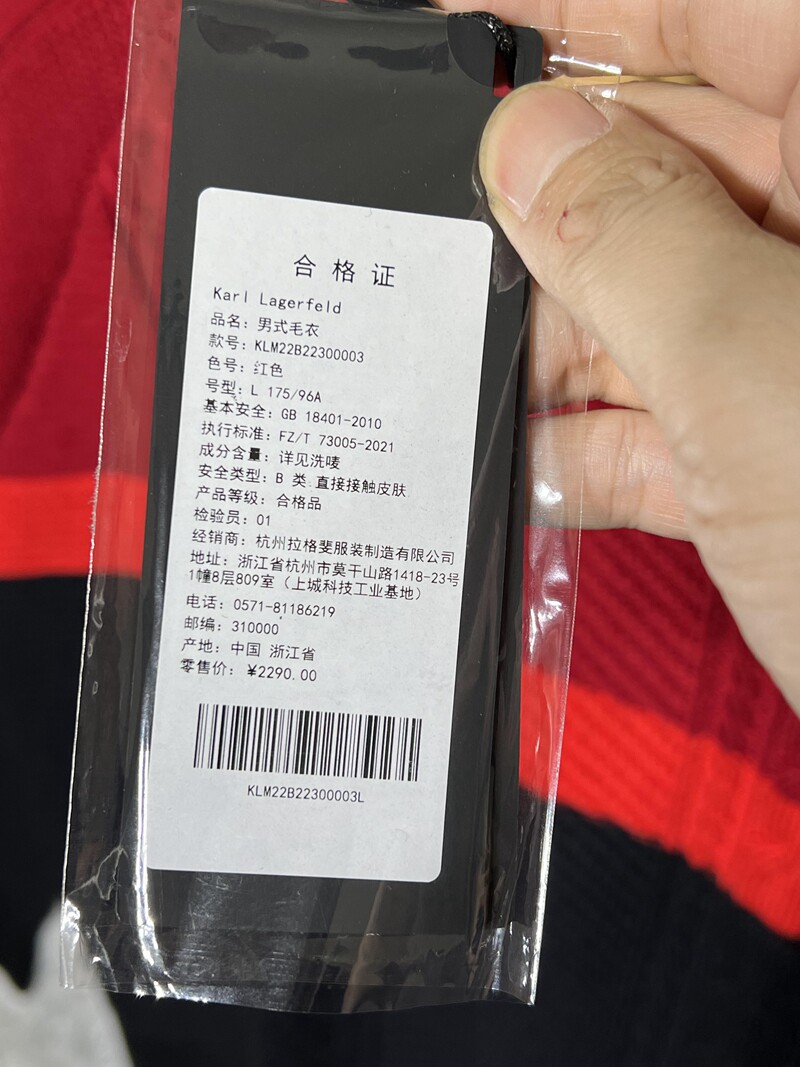 合格证
Karl Lagerfeld
品名：男式毛衣
款号：KLM22B22300003
色号：红色
号型：L 175/96A
基本安全：GB 18401-2010
执行标准：FZ/T 73005-2021
成分含量：详见洗唛
安全类型：B 类 直接接触皮肤
产品等级：合格品
检验员：01
经销商：杭州拉格斐服装制造有限公司
地址：浙江省杭州市莫干山路1418-23号
1幢8层809室（上城科技工业基地）
电话：0571-81186219
邮编：310000
产地：中国 浙江省
零售价：¥2290.00
KLM22B22300003L